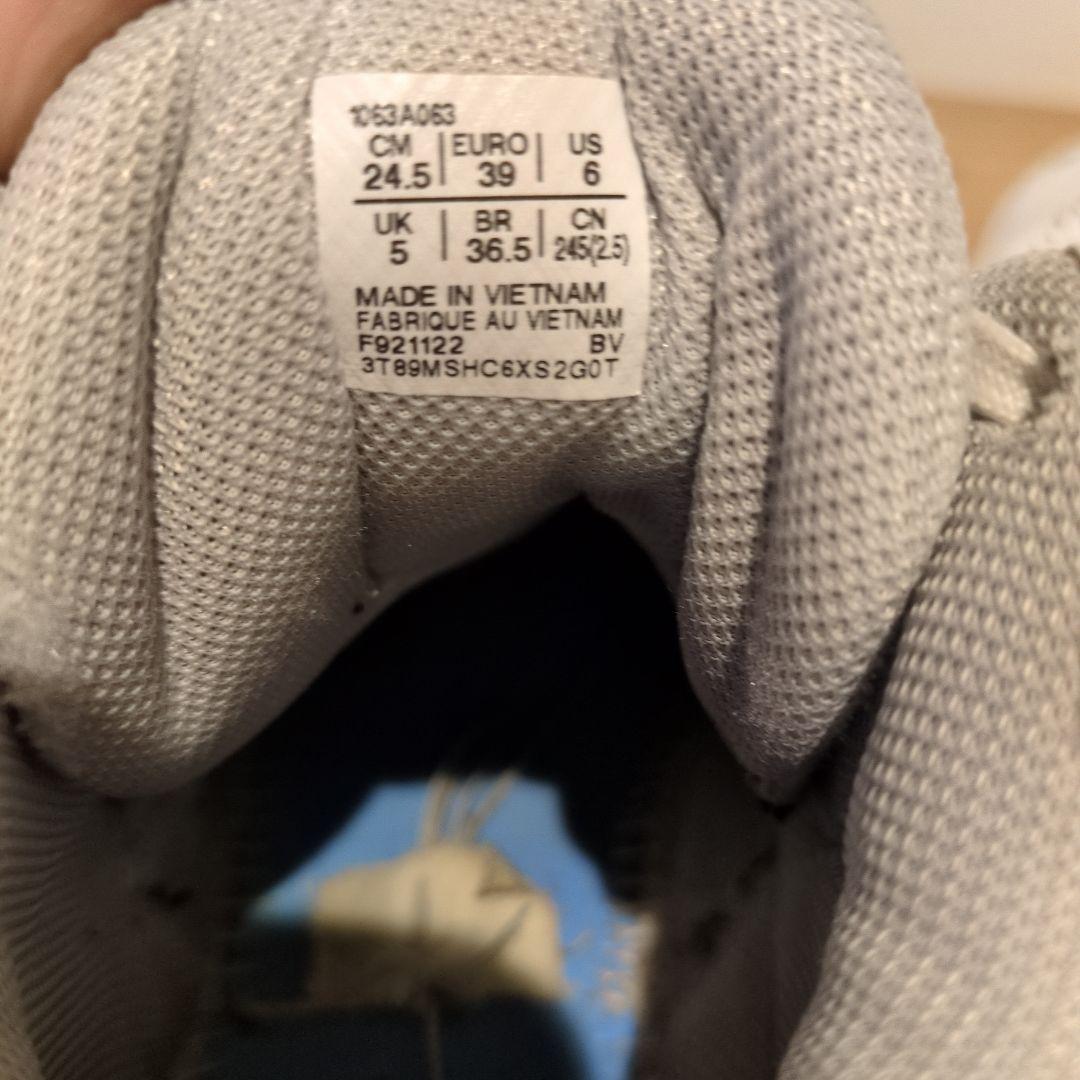 1063A063
CM | EURO | US
24.5 | 39 | 6
UK | BR | CN
5 | 36.5 | 245(2.5)
MADE IN VIETNAM
FABRIQUE AU VIETNAM
F921122 BV
3T89MSHC6XS2G0T